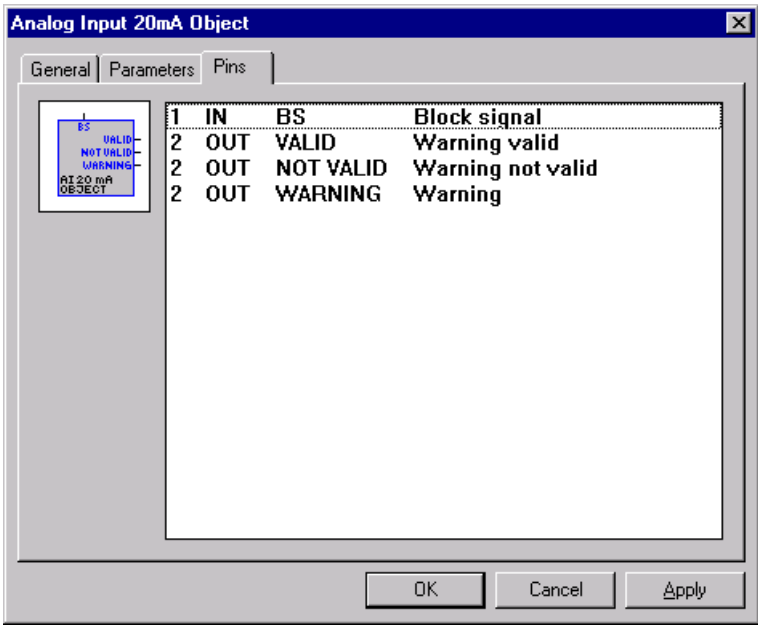 Analog Input 20mA Object
General Parameters Pins
BS
VALID
NOT VALID
WARNING
AI20 mA
OBJECT
1 IN BS Block signal
2 OUT VALID Warning valid
2 OUT NOT VALID Warning not valid
2 OUT WARNING Warning
OK Cancel Apply